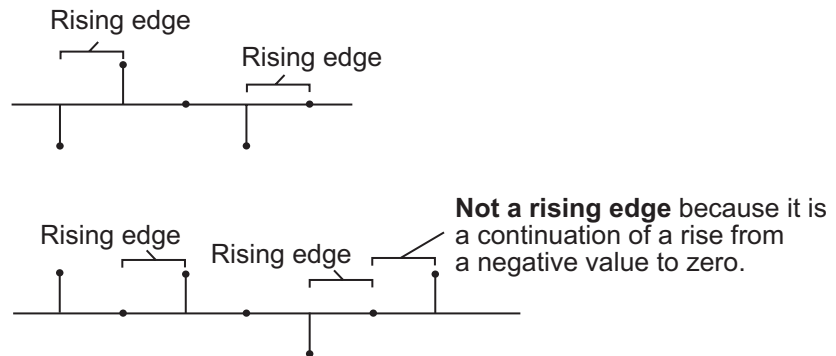 Rising edge
Rising edge
Not a rising edge because it is
a continuation of a rise from
a negative value to zero.
Rising edge
Rising edge